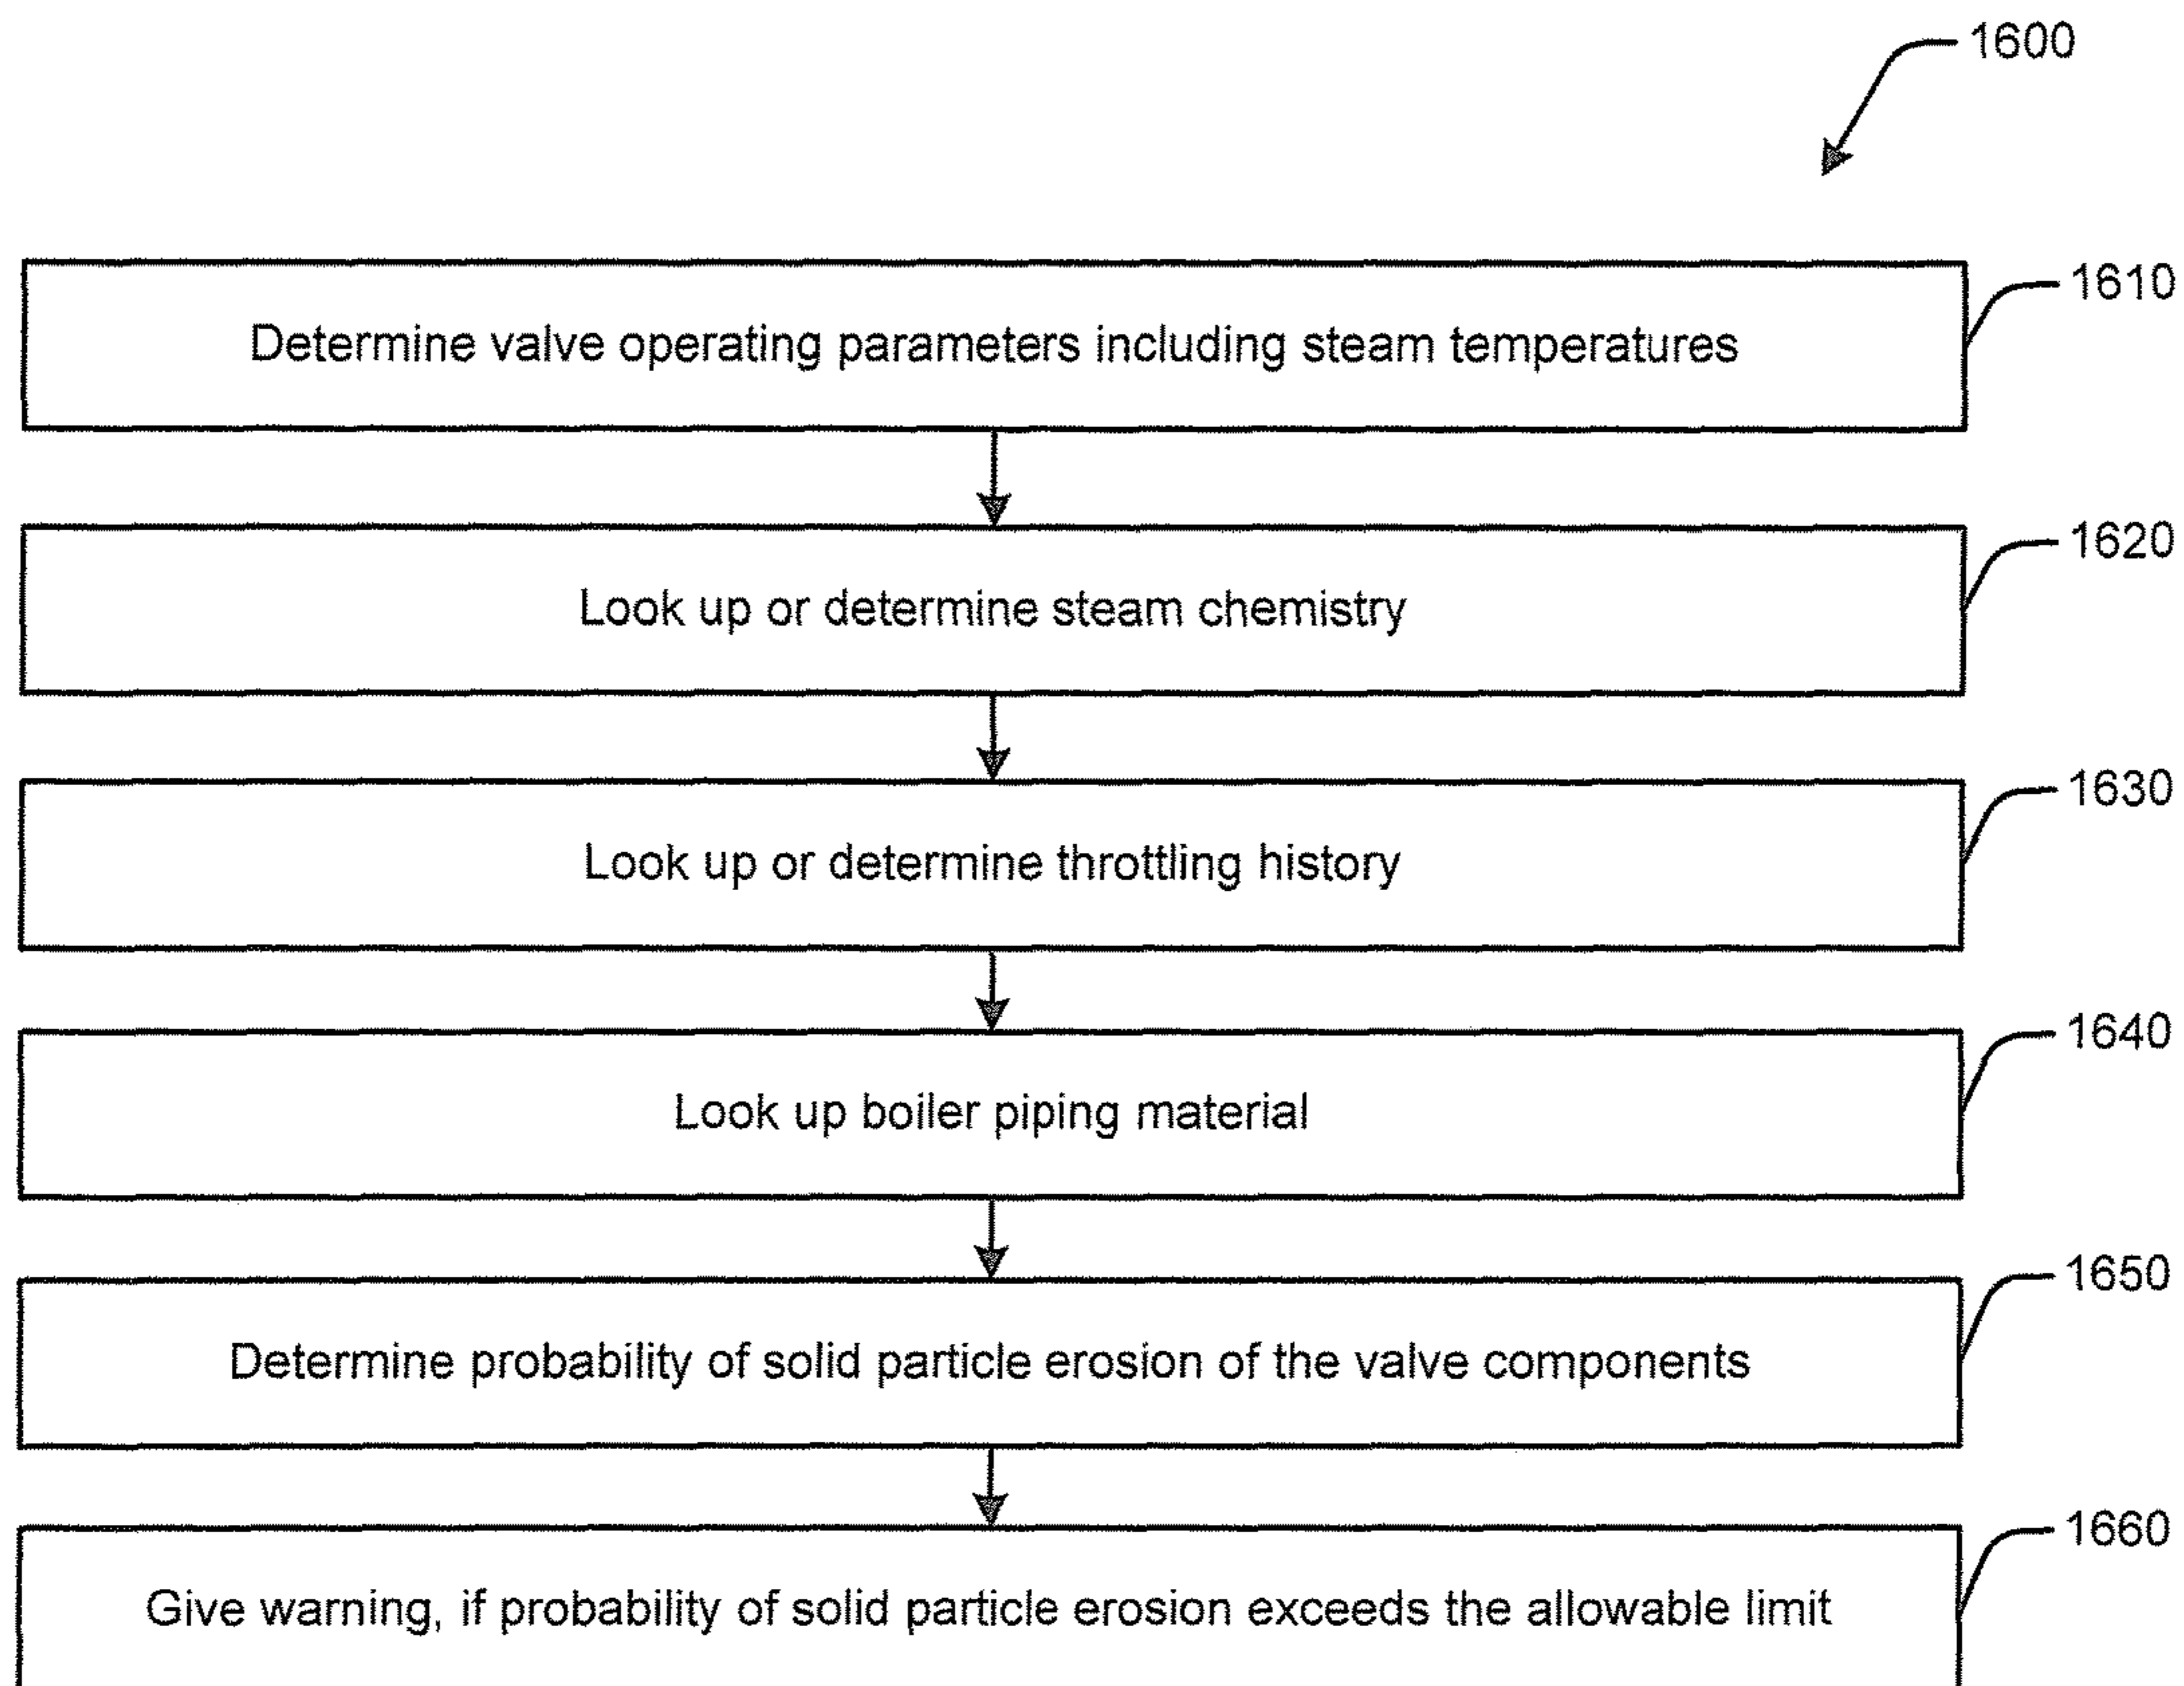 1600
Determine valve operating parameters including steam temperatures
1610
Look up or determine steam chemistry
1620
Look up or determine throttling history
1630
Look up boiler piping material
1640
Determine probability of solid particle erosion of the valve components
1650
Give warning, if probability of solid particle erosion exceeds the allowable limit
1660